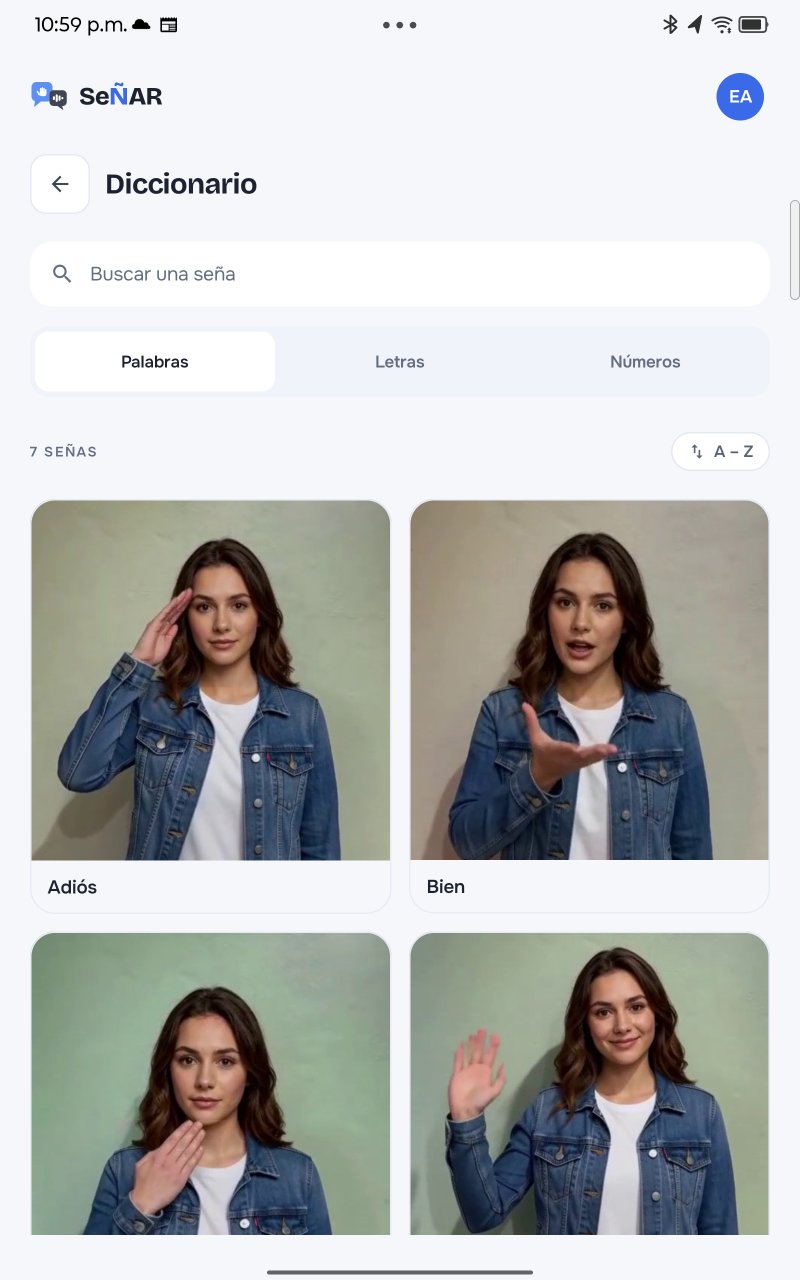 10:59 p.m.
SeÑAR
EA
Diccionario
Buscar una seña
Palabras
Letras
Números
7 SEÑAS
A – Z
Adiós
Bien